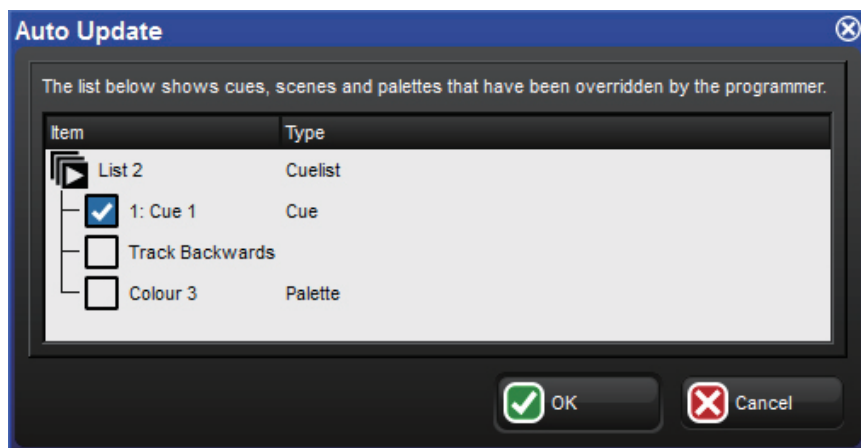 Auto Update
The list below shows cues, scenes and palettes that have been overridden by the programmer.
Item Type
List 2 Cuelist
1: Cue 1 Cue
Track Backwards
Colour 3 Palette
OK Cancel